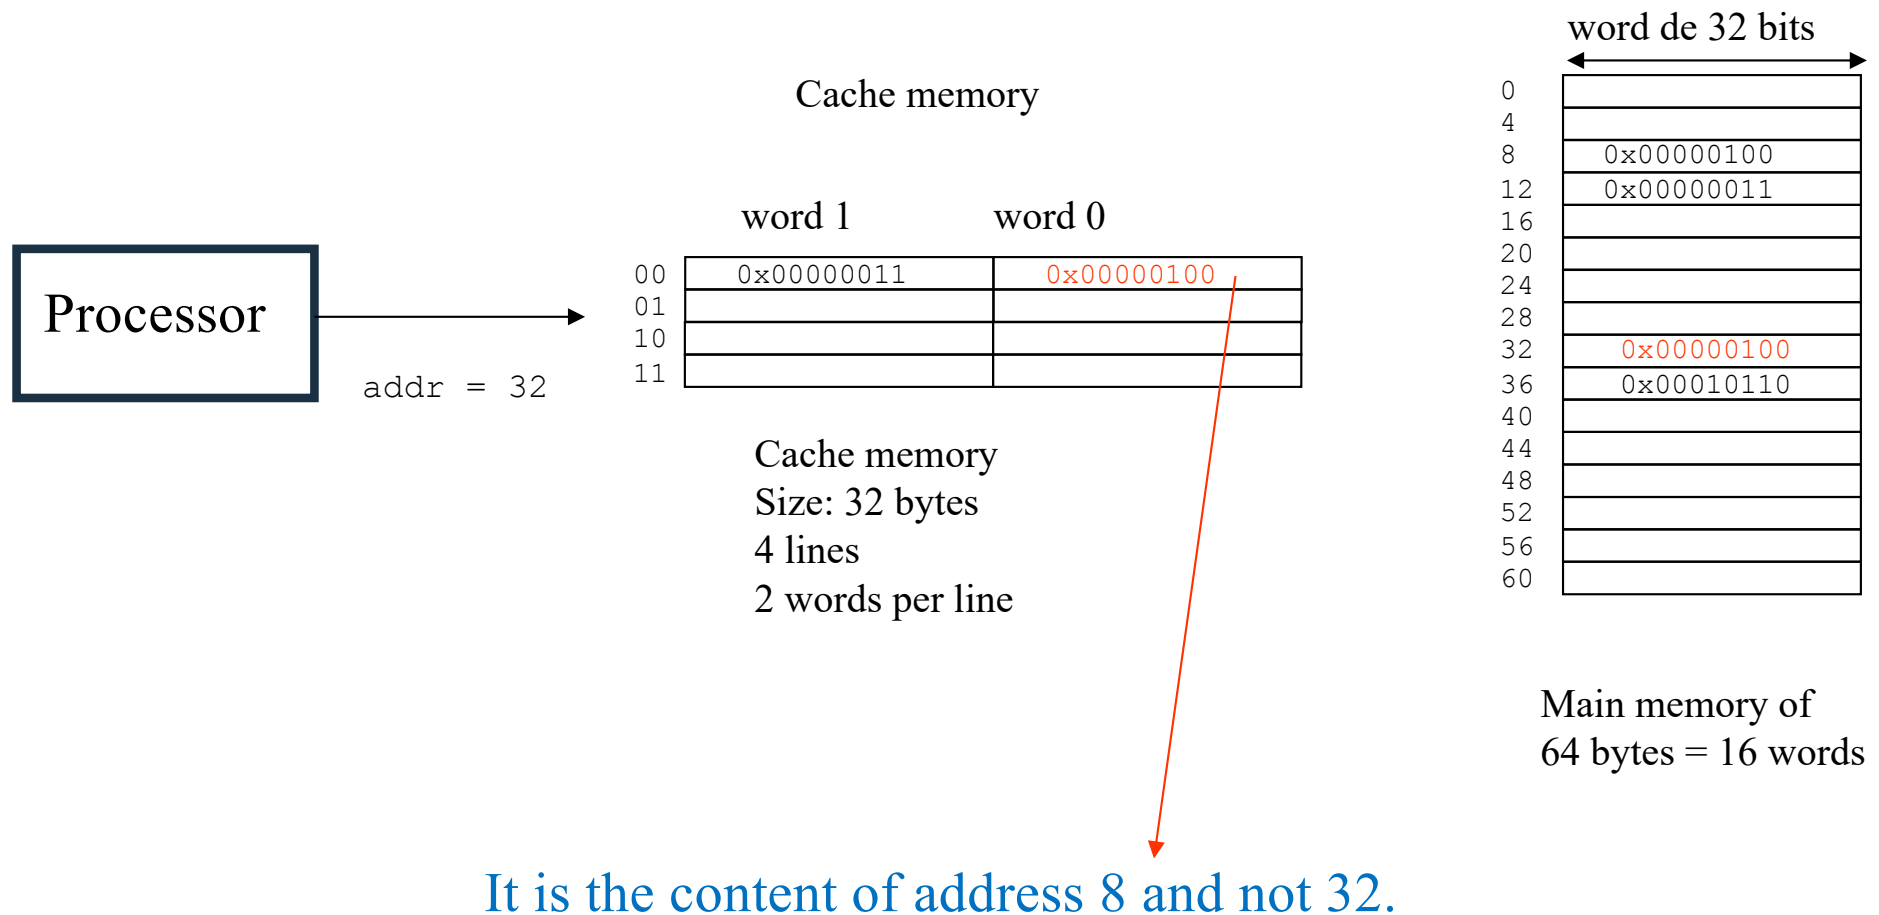 word de 32 bits
Cache memory
word 1 word 0
Processor
addr = 32
00 0x00000011 0x00000100
01
10
11
Cache memory
Size: 32 bytes
4 lines
2 words per line
0
4
8 0x00000100
12 0x00000011
16
20
24
28
32 0x00000100
36 0x00010110
40
44
48
52
56
60
Main memory of
64 bytes = 16 words
It is the content of address 8 and not 32.